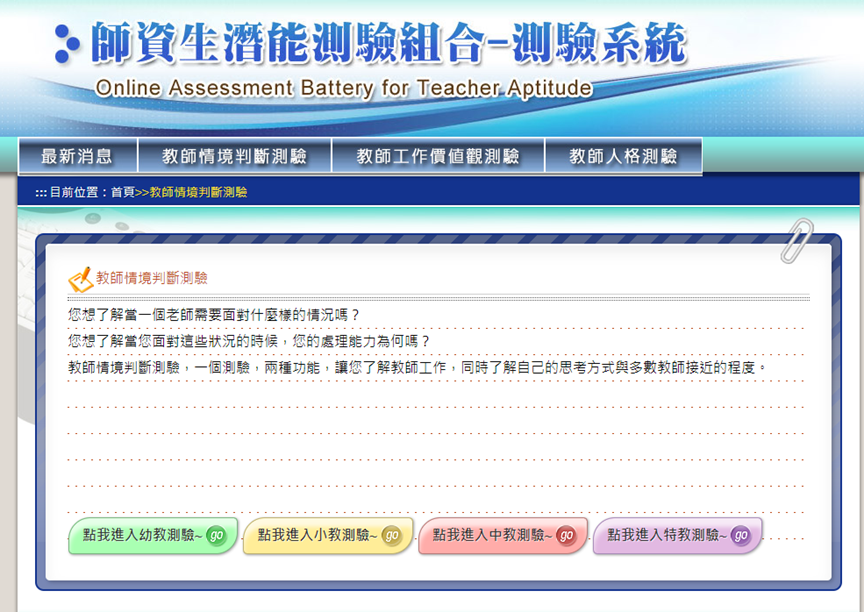 師資生潛能測驗組合-測驗系統
Online Assessment Battery for Teacher Aptitude
最新消息 教師情境判斷測驗 教師工作價值觀測驗 教師人格測驗
:::目前位置：首頁>>教師情境判斷測驗
教師情境判斷測驗
您想了解當一個老師需要面對什麼樣的情況嗎？
您想了解當您面對這些狀況的時候，您的處理能力為何嗎？
教師情境判斷測驗，一個測驗，兩種功能，讓您了解教師工作，同時了解自己的思考方式與多數教師接近的程度。
點我進入幼教測驗~ go 點我進入小教測驗~ go 點我進入中教測驗~ go 點我進入特教測驗~ go